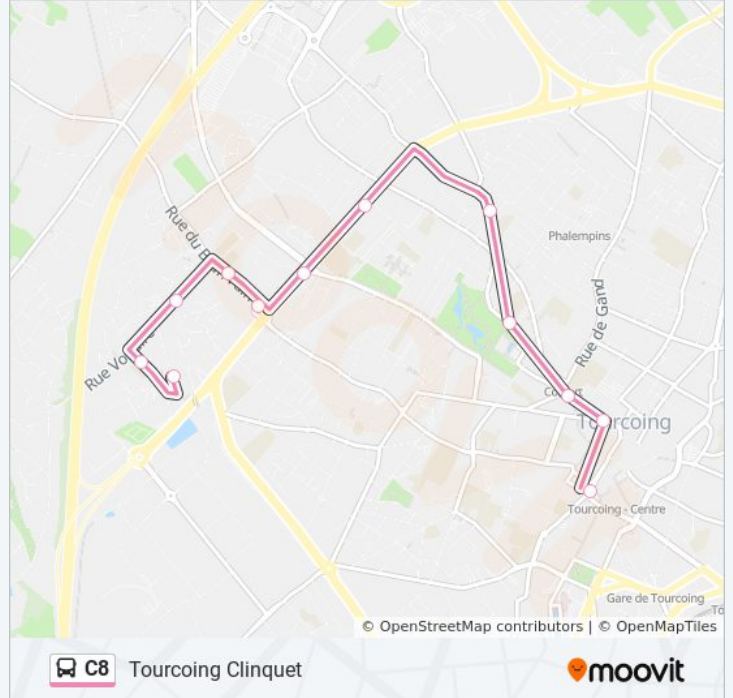 Phalempins
Rue du B
Rue de Gand
Rue Vo
Tourcoing
Tourcoing - Centre
Gare de Tourcoing
© OpenStreetMap contributors | © OpenMapTiles
C8 Tourcoing Clinquet
moovit